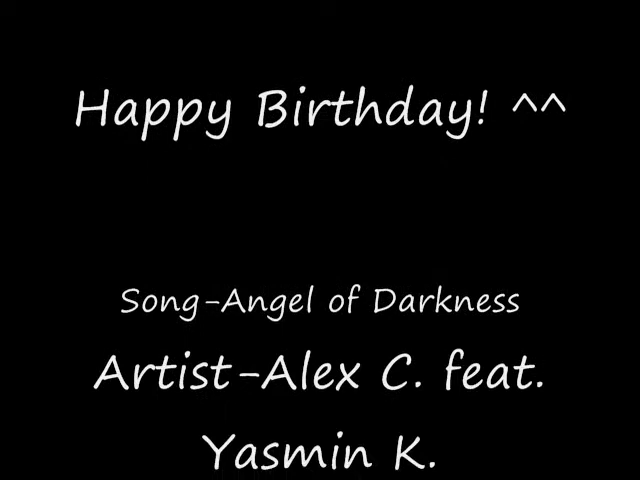 Happy Birthday! ^^
Song-Angel of Darkness
Artist-Alex C. feat.
Yasmin K.